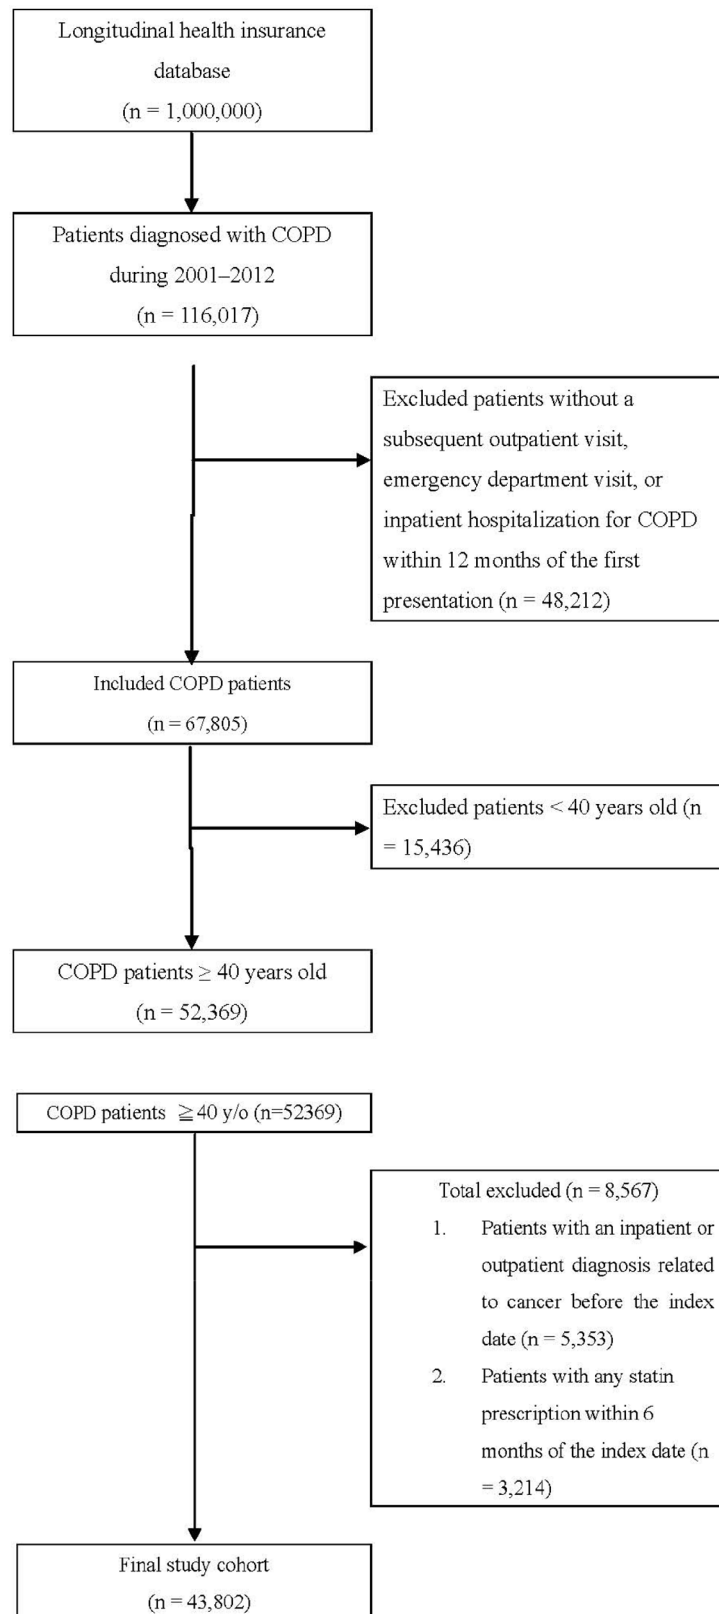 Longitudinal health insurance
database
(n = 1,000,000)
Patients diagnosed with COPD
during 2001–2012
(n = 116,017)
Excluded patients without a
subsequent outpatient visit,
emergency department visit, or
inpatient hospitalization for COPD
within 12 months of the first
presentation (n = 48,212)
Included COPD patients
(n = 67,805)
Excluded patients < 40 years old (n
= 15,436)
COPD patients ≥ 40 years old
(n = 52,369)
COPD patients ≧40 y/o (n=52369)
Total excluded (n = 8,567)
1. Patients with an inpatient or
outpatient diagnosis related
to cancer before the index
date (n = 5,353)
2. Patients with any statin
prescription within 6
months of the index date (n
= 3,214)
Final study cohort
(n = 43,802)